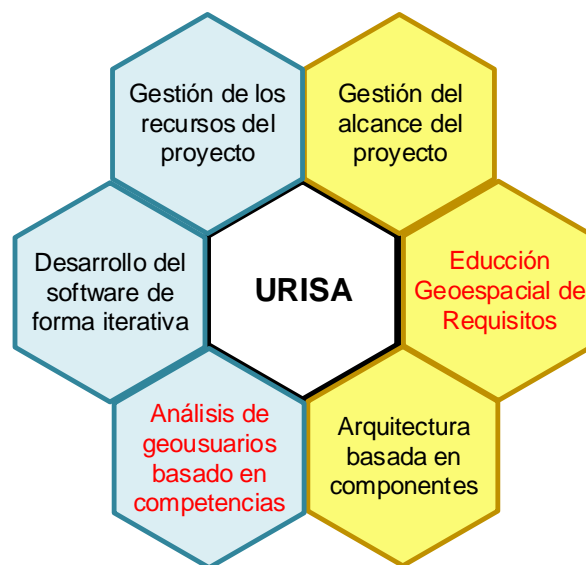 Gestión de los
recursos del
proyecto
Gestión del
alcance del
proyecto
Desarrollo del
software de
forma iterativa
URISA
Educción
Geoespacial de
Requisitos
Análisis de
geousuarios
basado en
competencias
Arquitectura
basada en
componentes